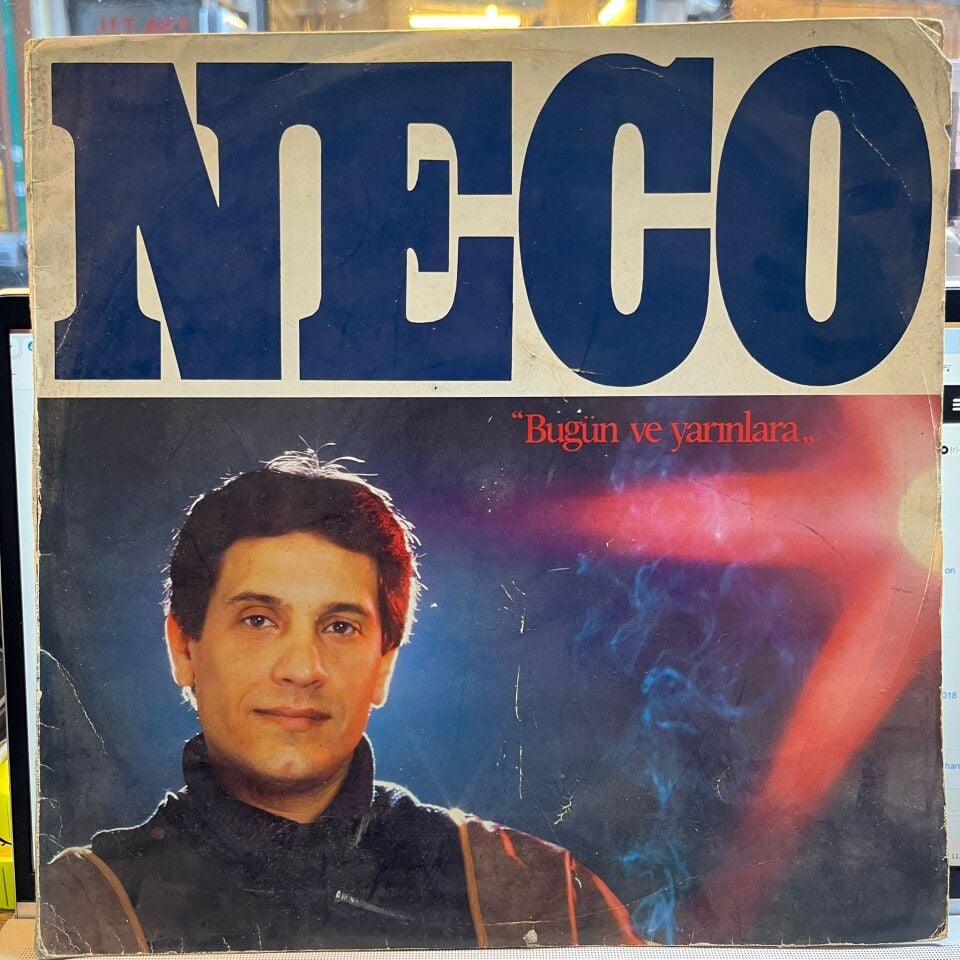 NECO
“Bugün ve yarınlara„